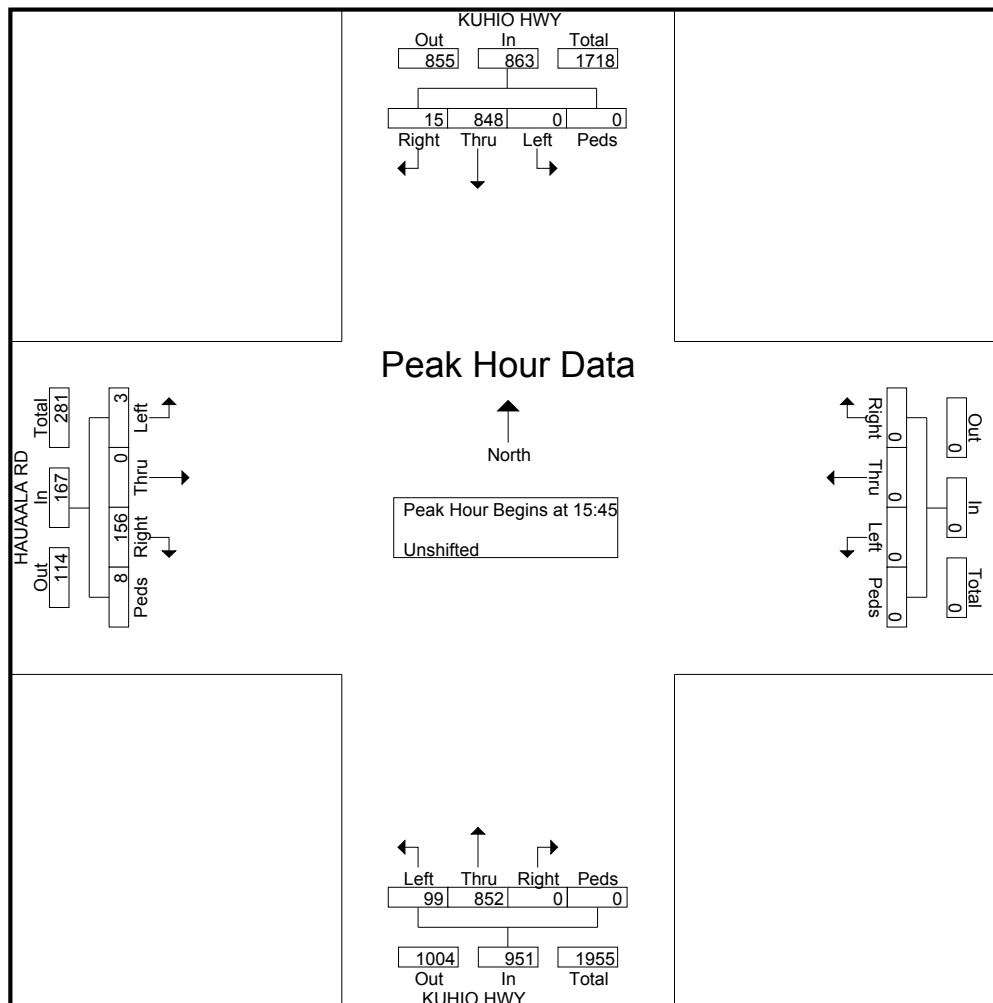 KUHIO HWY
Out In Total
855 863 1718
15 848 0 0
Right Thru Left Peds
Peak Hour Data
North
Peak Hour Begins at 15:45
Unshifted
HAUAALA RD
Total In Out
281 167 114
3 0 156 8
Left Thru Right Peds
Right Thru Left Peds
0 0 0 0
Out In Total
0 0 0
Left Thru Right Peds
99 852 0 0
1004 951 1955
Out In Total
KUHIO HWY